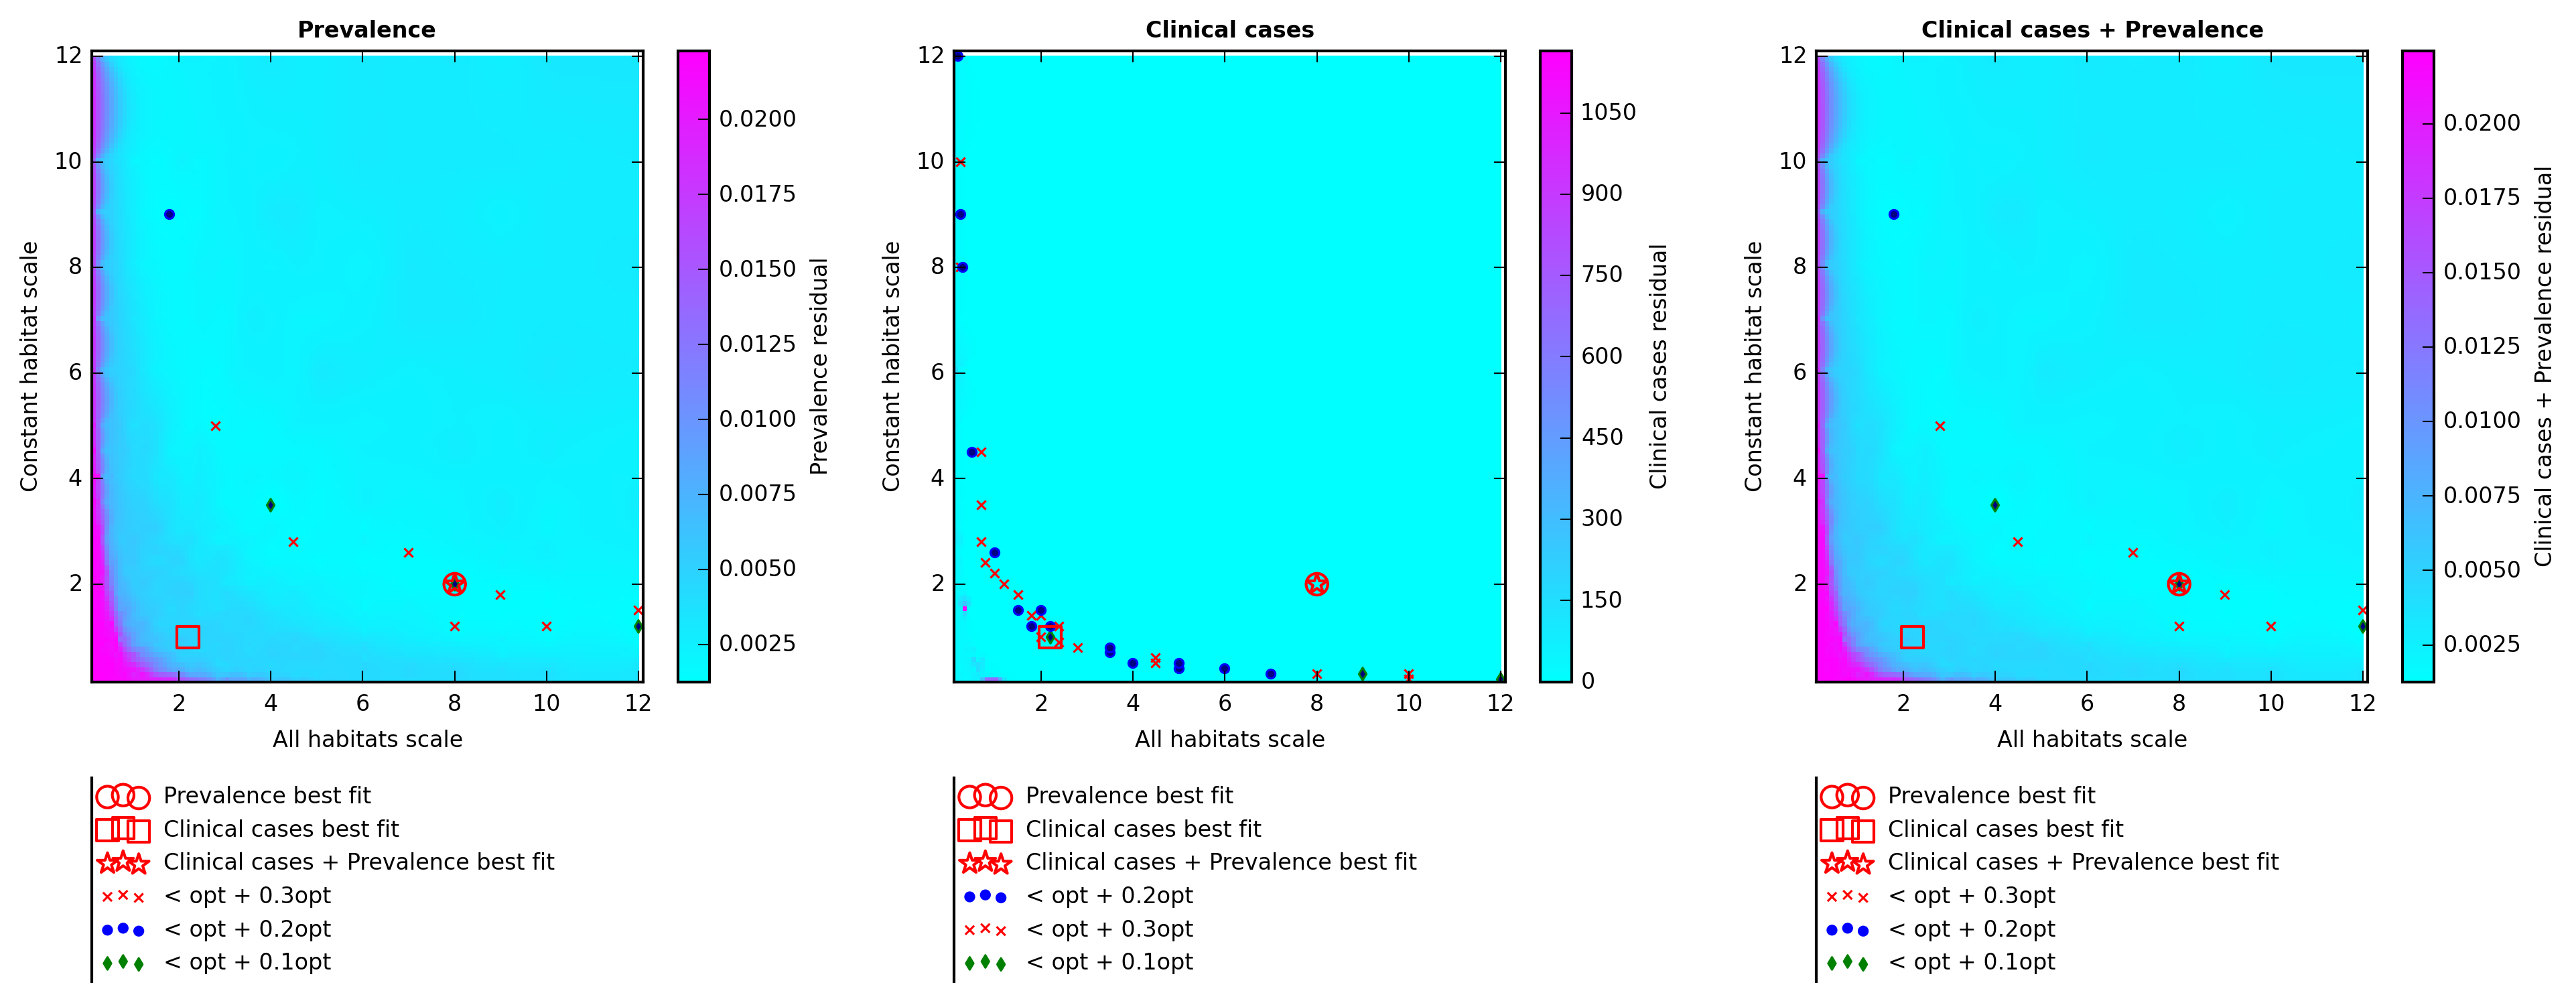 Prevalence
12
10
8
6
4
2
2 4 6 8 10 12
Constant habitat scale
All habitats scale
0.0200
0.0175
0.0150
0.0125
0.0100
0.0075
0.0050
0.0025
Prevalence residual
Prevalence best fit
Clinical cases best fit
Clinical cases + Prevalence best fit
< opt + 0.3opt
< opt + 0.2opt
< opt + 0.1opt
Clinical cases
12
10
8
6
4
2
2 4 6 8 10 12
Constant habitat scale
All habitats scale
1050
900
750
600
450
300
150
0
Clinical cases residual
Prevalence best fit
Clinical cases best fit
Clinical cases + Prevalence best fit
< opt + 0.2opt
< opt + 0.3opt
< opt + 0.1opt
Clinical cases + Prevalence
12
10
8
6
4
2
2 4 6 8 10 12
Constant habitat scale
All habitats scale
0.0200
0.0175
0.0150
0.0125
0.0100
0.0075
0.0050
0.0025
Clinical cases + Prevalence residual
Prevalence best fit
Clinical cases best fit
Clinical cases + Prevalence best fit
< opt + 0.3opt
< opt + 0.2opt
< opt + 0.1opt